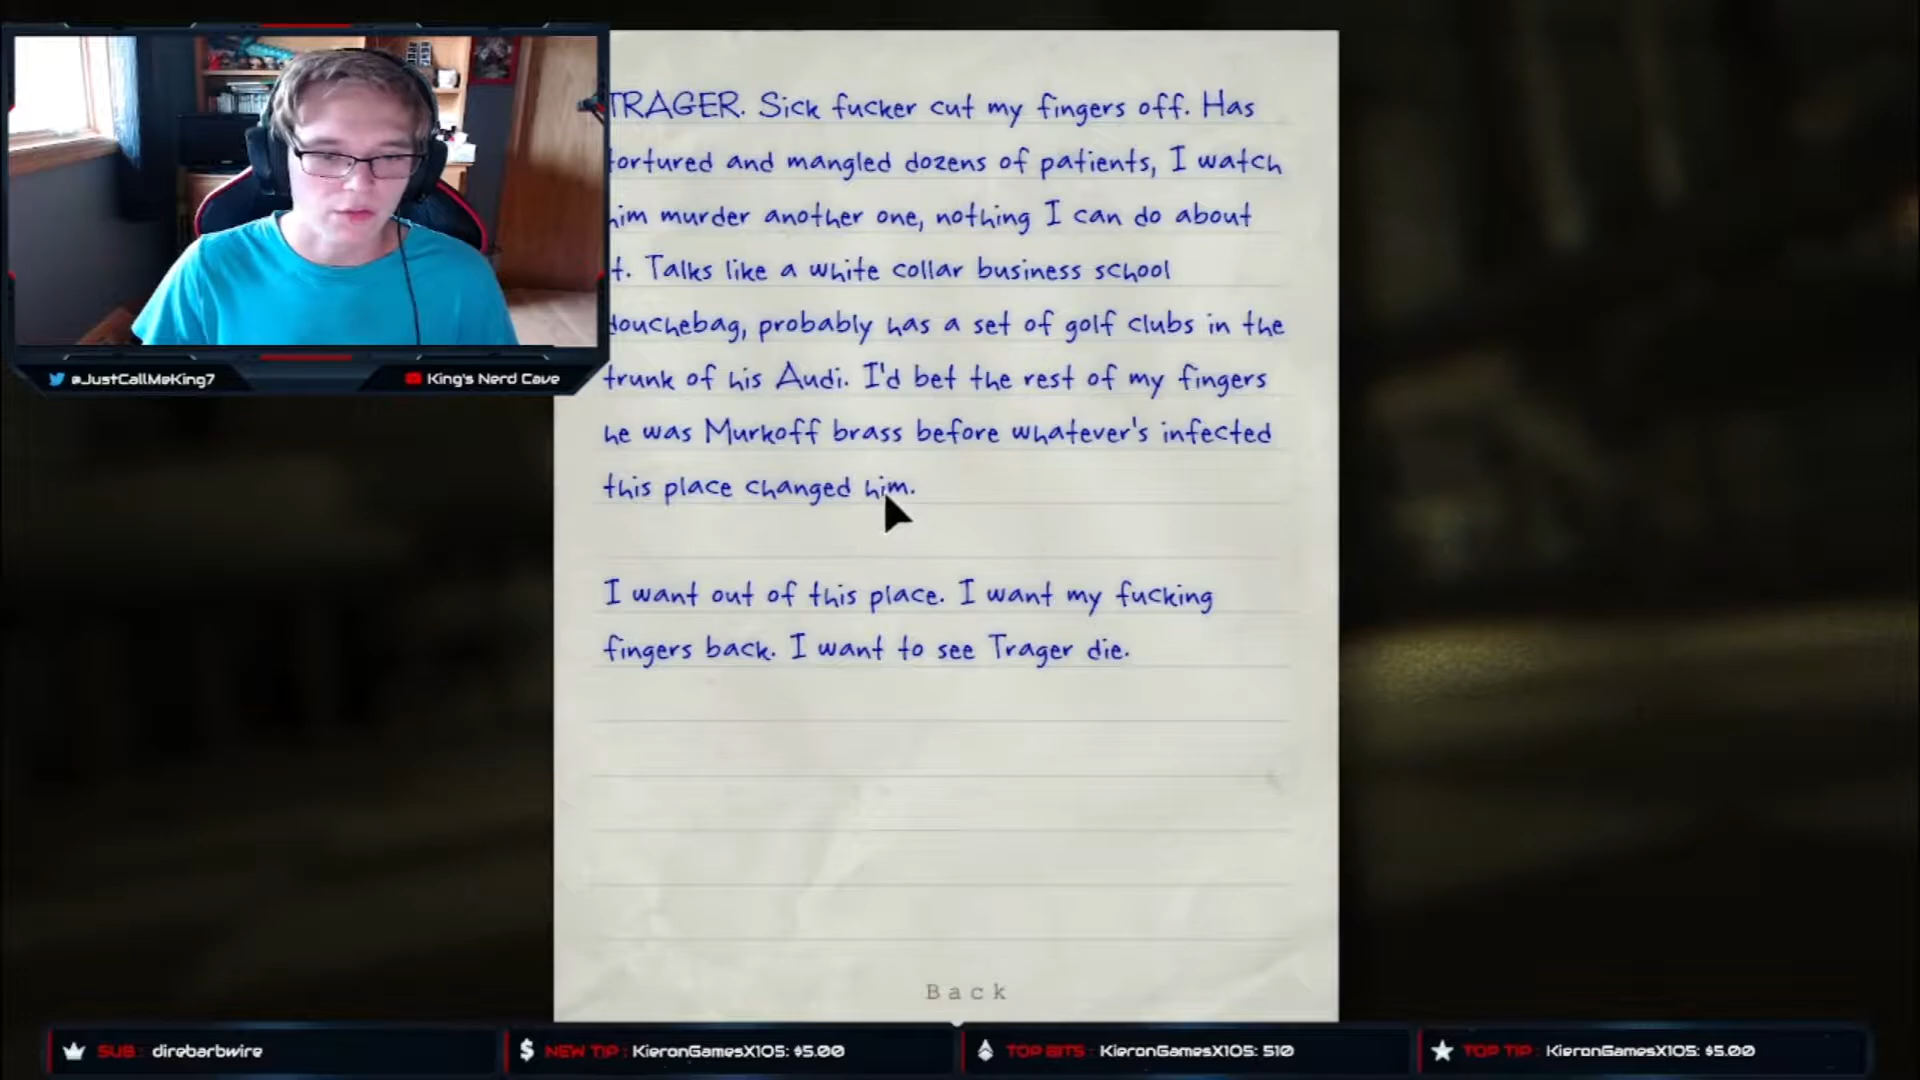 TRAGER. Sick fucker cut my fingers off. Has
tortured and mangled dozens of patients, I watch
him murder another one, nothing I can do about
it. Talks like a white collar business school
douchebag, probably has a set of golf clubs in the
trunk of his Audi. I'd bet the rest of my fingers
he was Murkoff brass before whatever's infected
this place changed him.
I want out of this place. I want my fucking
fingers back. I want to see Trager die.
Back
@JustCallMeKing7
King's Nerd Cave
SUB: direbarbwire
$ NEW TIP: KieronGamesX105: $5.00
TOP BITS: KieronGamesX105: 510
TOP TIP: KieronGamesX105: $5.00